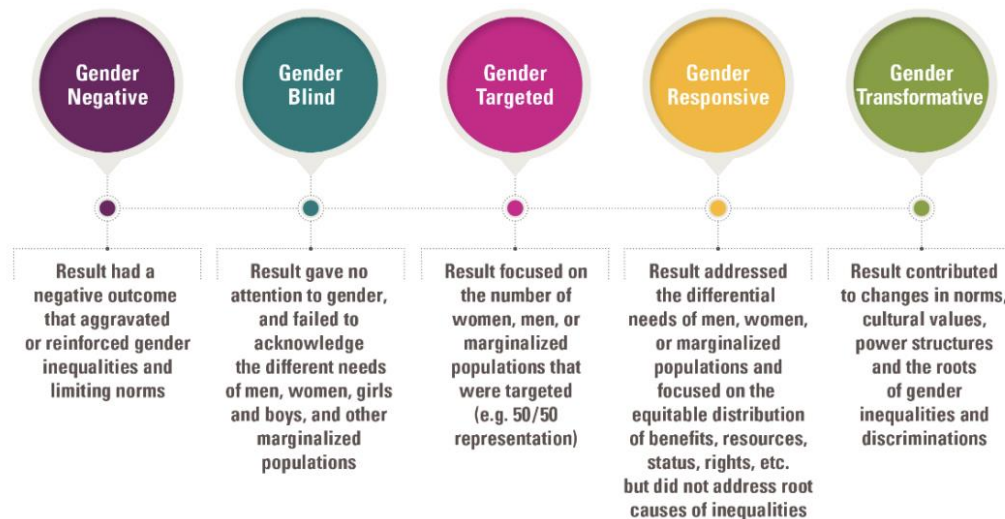 Gender
Negative
Gender
Blind
Gender
Targeted
Gender
Responsive
Gender
Transformative
Result had a
negative outcome
that aggravated
or reinforced gender
inequalities and
limiting norms
Result gave no
attention to gender,
and failed to
acknowledge
the different needs
of men, women, girls
and boys, and other
marginalized
populations
Result focused on
the number of
women, men, or
marginalized
populations that
were targeted
(e.g. 50/50
representation)
Result addressed
the differential
needs of men, women,
or marginalized
populations and
focused on the
equitable distribution
of benefits, resources,
status, rights, etc.
but did not address root
causes of inequalities
Result contributed
to changes in norms,
cultural values,
power structures
and the roots
of gender
inequalities and
discriminations